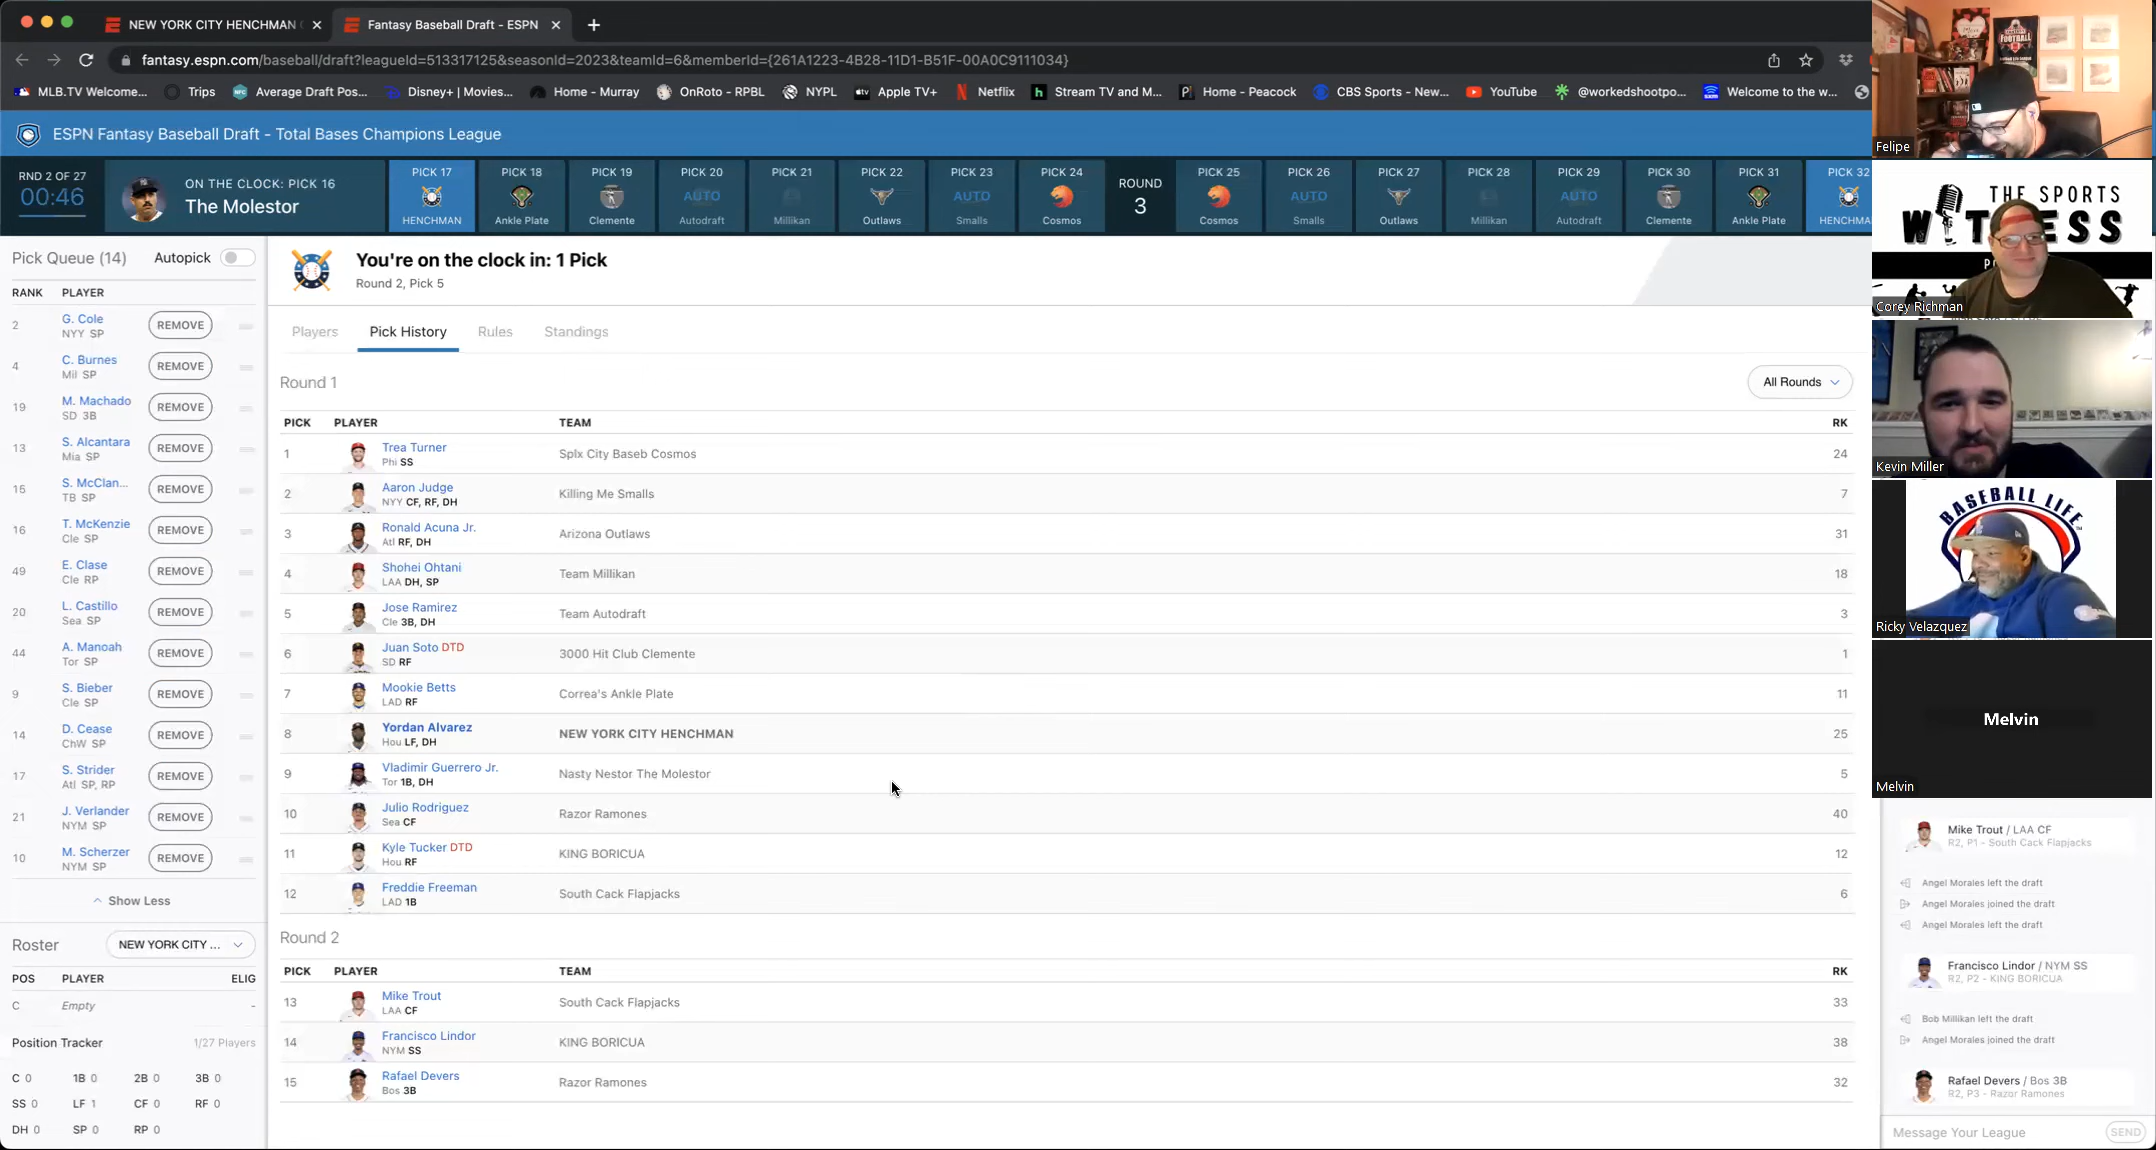 NEW YORK CITY HENCHMAN
Fantasy Baseball Draft - ESPN
fantasy.espn.com/baseball/draft?leagueId=513317125&seasonId=2023&teamId=6&memberId={261A1223-4B28-11D1-B51F-00A0C9111034}
MLB.TV Welcome... Trips Average Draft Pos... Disney+ | Movies... Home - Murray OnRoto - RPBL NYPL Apple TV+ Netflix Stream TV and M... Home - Peacock CBS Sports - New... YouTube @workedshootpo... Welcome to the w...
ESPN Fantasy Baseball Draft - Total Bases Champions League
RND 2 OF 27
00:46
ON THE CLOCK: PICK 16
The Molestor
PICK 17 HENCHMAN
PICK 18 Ankle Plate
PICK 19 Clemente
PICK 20 AUTO Autodraft
PICK 21 Millikan
PICK 22 Outlaws
PICK 23 AUTO Smalls
PICK 24 Cosmos
ROUND 3
PICK 25 Cosmos
PICK 26 AUTO Smalls
PICK 27 Outlaws
PICK 28 Millikan
PICK 29 AUTO Autodraft
PICK 30 Clemente
PICK 31 Ankle Plate
PICK 32 HENCHMA
Pick Queue (14) Autopick
RANK PLAYER
2 G. Cole REMOVE
NYY SP
4 C. Burnes REMOVE
Mil SP
19 M. Machado REMOVE
SD 3B
13 S. Alcantara REMOVE
Mia SP
15 S. McClan... REMOVE
TB SP
16 T. McKenzie REMOVE
Cle SP
49 E. Clase REMOVE
Cle RP
20 L. Castillo REMOVE
Sea SP
44 A. Manoah REMOVE
Tor SP
9 S. Bieber REMOVE
Cle SP
14 D. Cease REMOVE
ChW SP
17 S. Strider REMOVE
Atl SP, RP
21 J. Verlander REMOVE
NYM SP
10 M. Scherzer REMOVE
NYM SP
Show Less
Roster NEW YORK CITY ...
POS PLAYER ELIG
C Empty -
Position Tracker 1/27 Players
C 0 1B 0 2B 0 3B 0
SS 0 LF 1 CF 0 RF 0
DH 0 SP 0 RP 0
You're on the clock in: 1 Pick
Round 2, Pick 5
Players Pick History Rules Standings
Round 1 All Rounds
PICK PLAYER TEAM RK
1 Trea Turner Phi SS Splx City Baseb Cosmos 24
2 Aaron Judge NYY CF, RF, DH Killing Me Smalls 7
3 Ronald Acuna Jr. Atl RF, DH Arizona Outlaws 31
4 Shohei Ohtani LAA DH, SP Team Millikan 18
5 Jose Ramirez Cle 3B, DH Team Autodraft 3
6 Juan Soto DTD SD RF 3000 Hit Club Clemente 1
7 Mookie Betts LAD RF Correa's Ankle Plate 11
8 Yordan Alvarez Hou LF, DH NEW YORK CITY HENCHMAN 25
9 Vladimir Guerrero Jr. Tor 1B, DH Nasty Nestor The Molestor 5
10 Julio Rodriguez Sea CF Razor Ramones 40
11 Kyle Tucker DTD Hou RF KING BORICUA 12
12 Freddie Freeman LAD 1B South Cack Flapjacks 6
Round 2
PICK PLAYER TEAM RK
13 Mike Trout LAA CF South Cack Flapjacks 33
14 Francisco Lindor NYM SS KING BORICUA 38
15 Rafael Devers Bos 3B Razor Ramones 32
FOOTBALL
Felipe
THE SPORTS
WITNESS
Corey Richman
Kevin Miller
BASEBALL LIFE
Ricky Velazquez
Melvin
Melvin
Mike Trout / LAA CF
R2, P1 - South Cack Flapjacks
Angel Morales left the draft
Angel Morales joined the draft
Angel Morales left the draft
Francisco Lindor / NYM SS
R2, P2 - KING BORICUA
Bob Millikan left the draft
Angel Morales joined the draft
Rafael Devers / Bos 3B
R2, P3 - Razor Ramones
Message Your League SEND